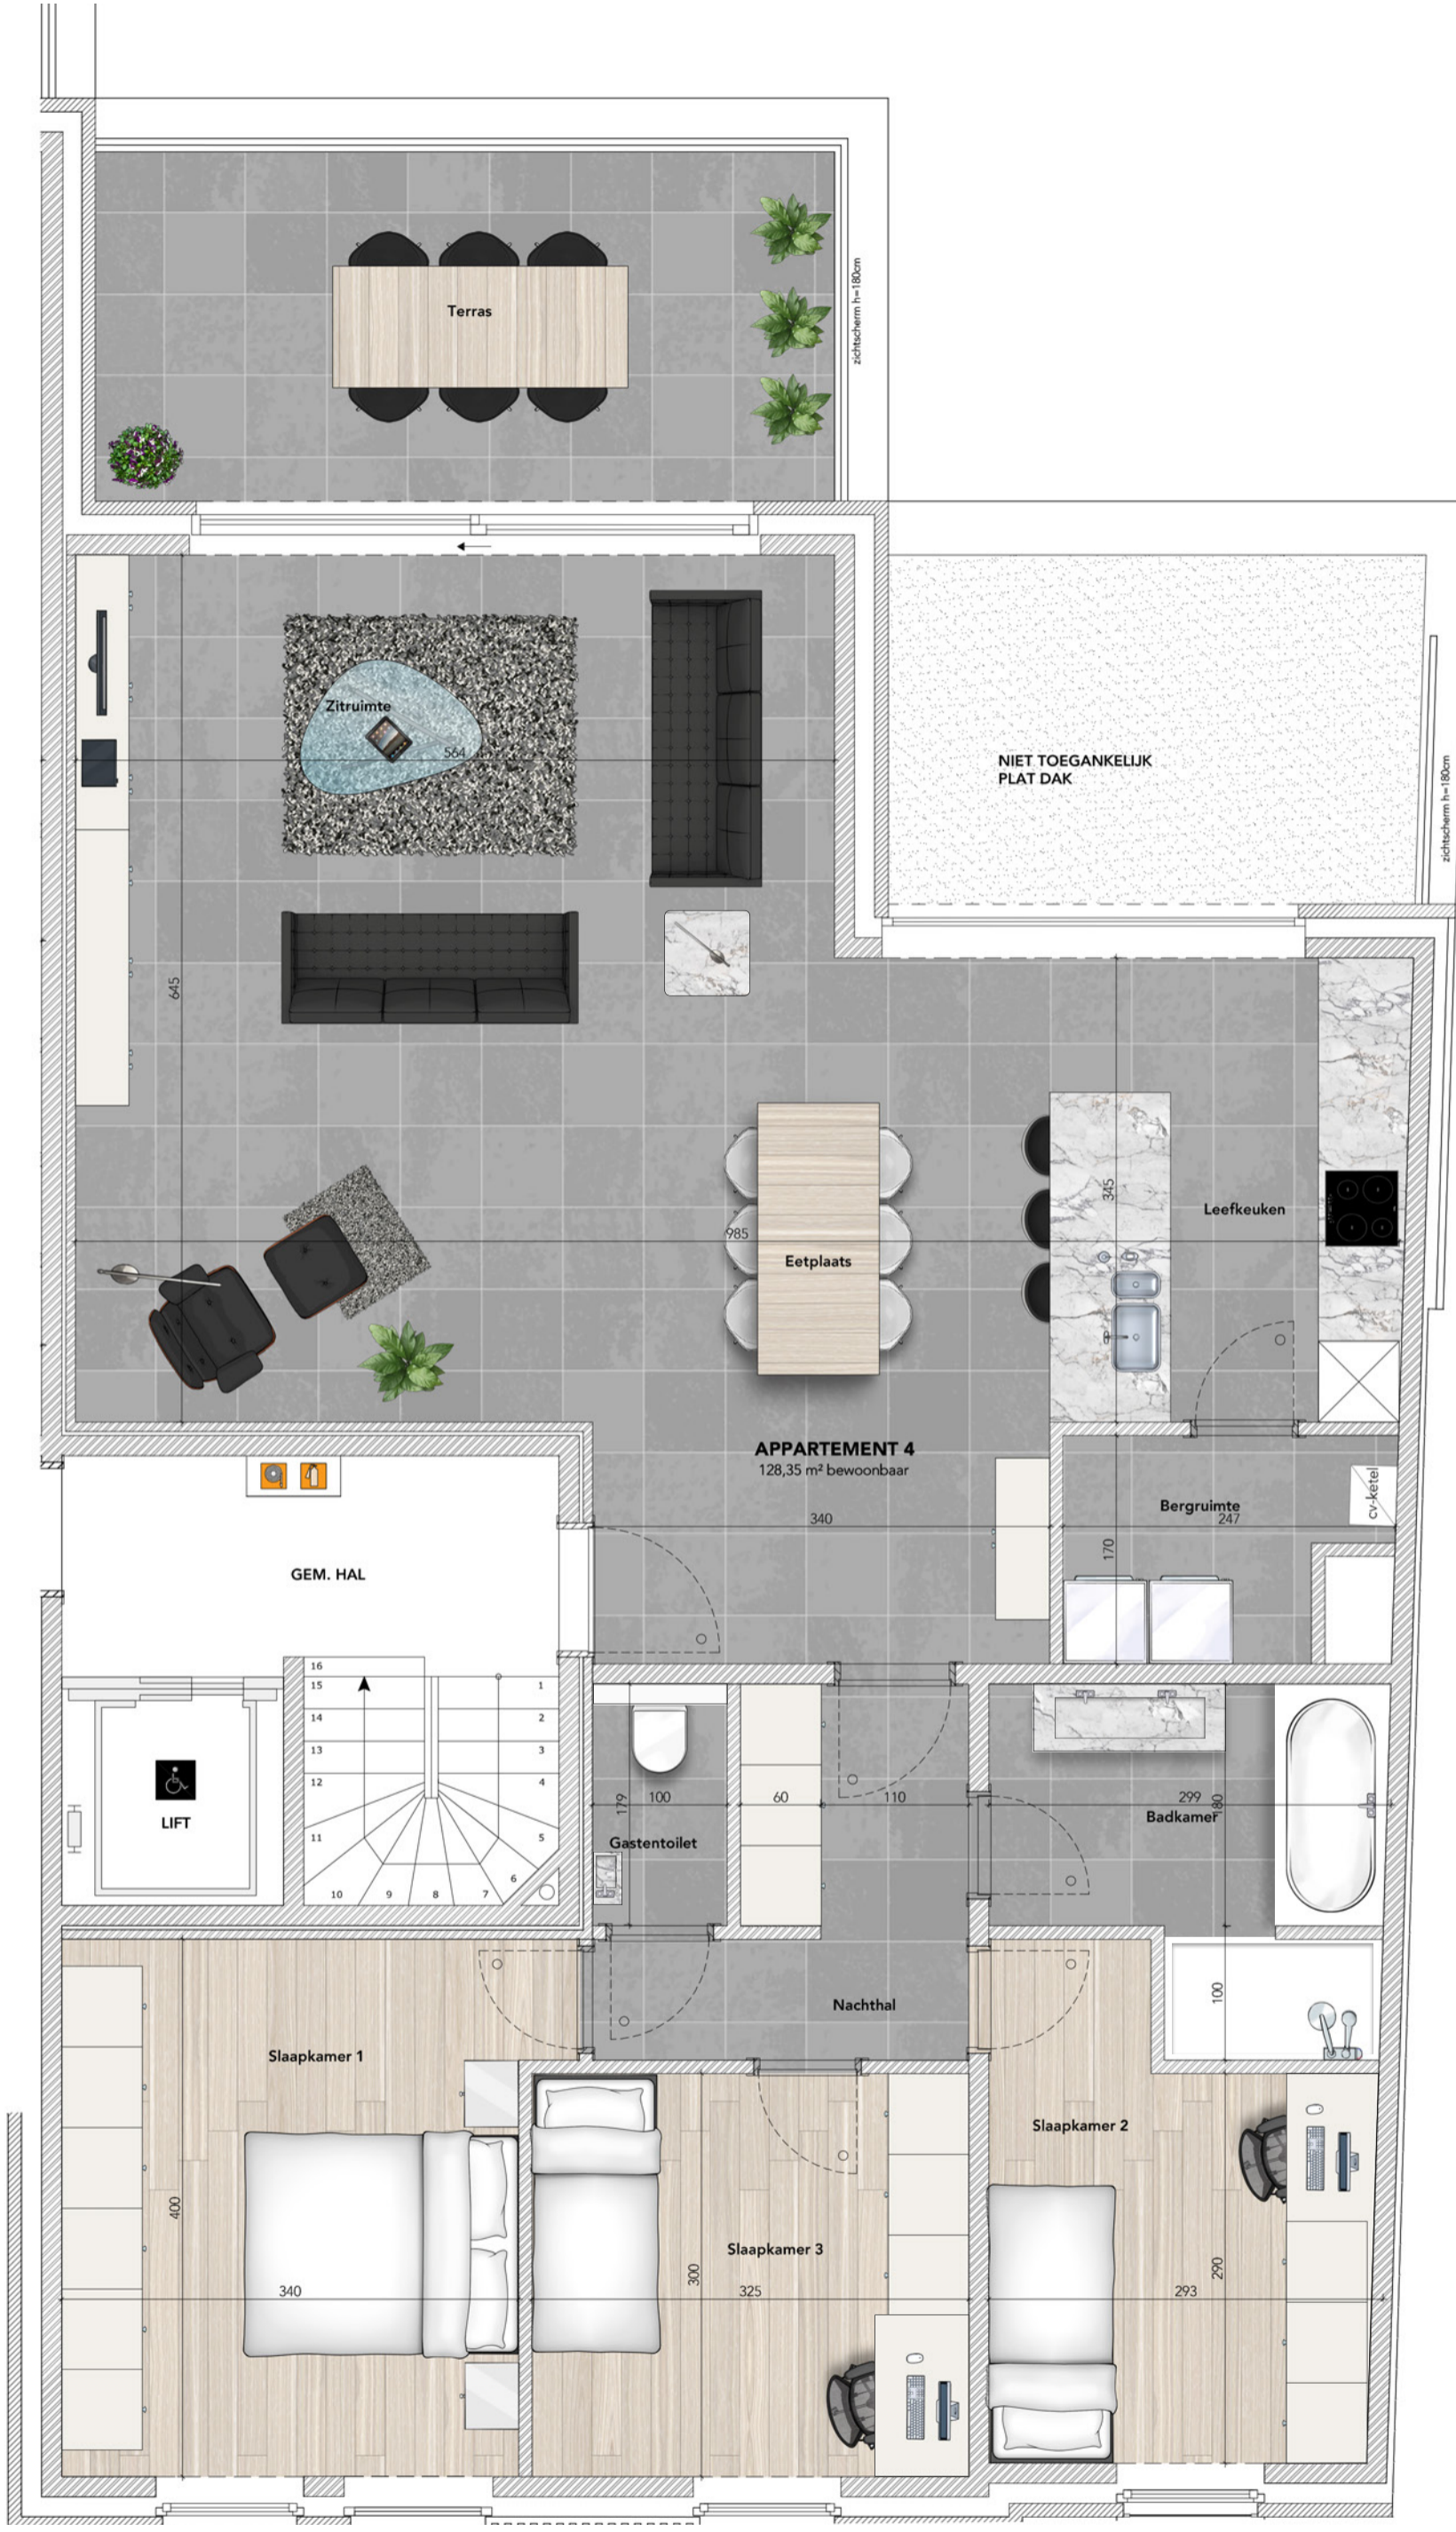 Terras
zichtscherm h=180cm
Zitruimte
564
NIET TOEGANKELIJK
PLAT DAK
zichtscherm h=180cm
645
345
Leefkeuken
985
Eetplaats
APPARTEMENT 4
128,35 m² bewoonbaar
cv-ketel
Bergruimte
247
340
170
GEM. HAL
16
15
14
13
12
11
10
9
8
7
6
5
4
3
2
1
LIFT
179
100
60
110
299
180
Badkamer
Gastentoilet
100
Nachthal
Slaapkamer 1
Slaapkamer 2
400
Slaapkamer 3
300
290
340
325
293